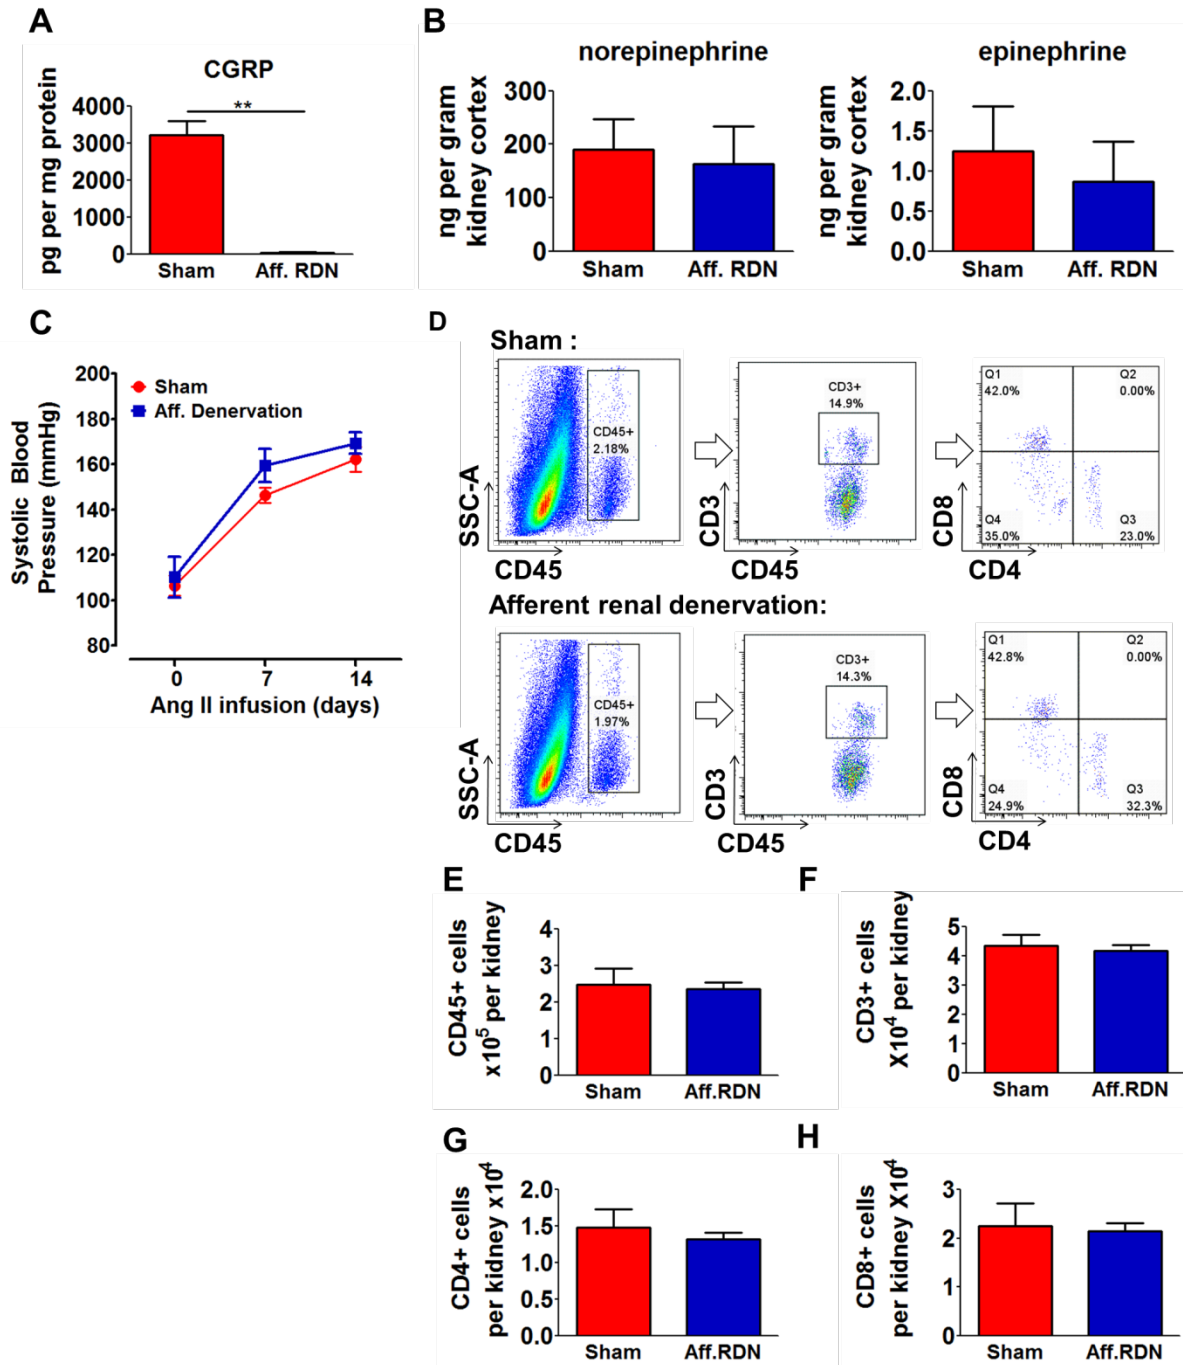 A
CGRP
pg per mg protein
4000
3000
2000
1000
0
**
Sham
Aff. RDN
B
norepinephrine
ng per gram
kidney cortex
300
200
100
0
Sham
Aff. RDN
epinephrine
ng per gram
kidney cortex
2.0
1.5
1.0
0.5
0.0
Sham
Aff. RDN
C
Systolic Blood
Pressure (mmHg)
200
180
160
140
120
100
80
Sham
Aff. Denervation
0
7
14
Ang II infusion (days)
D
Sham :
SSC-A
CD45+
2.18%
CD45
CD3
CD3+
14.9%
CD45
CD8
Q1
42.0%
Q2
0.00%
Q4
35.0%
Q3
23.0%
CD4
Afferent renal denervation:
SSC-A
CD45+
1.97%
CD45
CD3
CD3+
14.3%
CD45
CD8
Q1
42.8%
Q2
0.00%
Q4
24.9%
Q3
32.3%
CD4
E
CD45+ cells
x10⁵ per kidney
4
3
2
1
0
Sham
Aff.RDN
F
CD3+ cells
X10⁴ per kidney
5
4
3
2
1
0
Sham
Aff.RDN
G
CD4+ cells
per kidney x10⁴
2.0
1.5
1.0
0.5
0.0
Sham
Aff.RDN
H
CD8+ cells
per kidney X10⁴
3
2
1
0
Sham
Aff.RDN